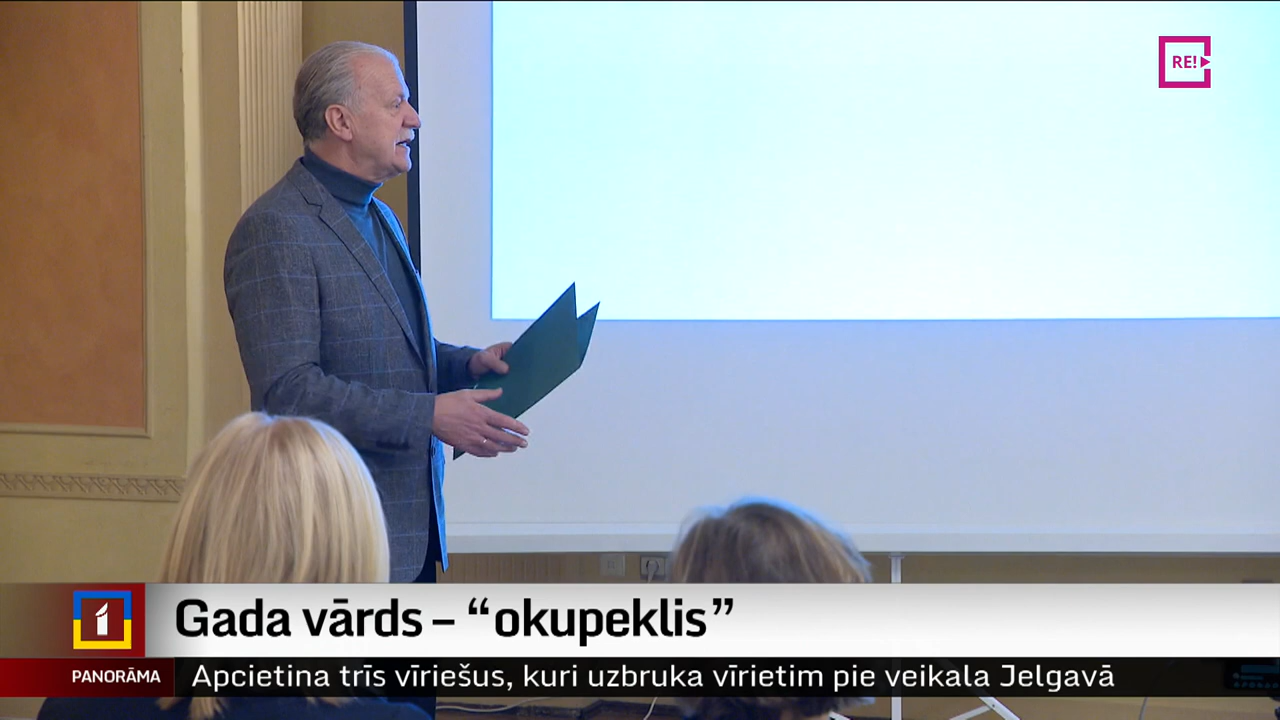 RE!
Gada vārds – “okupeklis”
1
PANORĀMA
Apcietina trīs vīriešus, kuri uzbruka vīrietim pie veikala Jelgavā